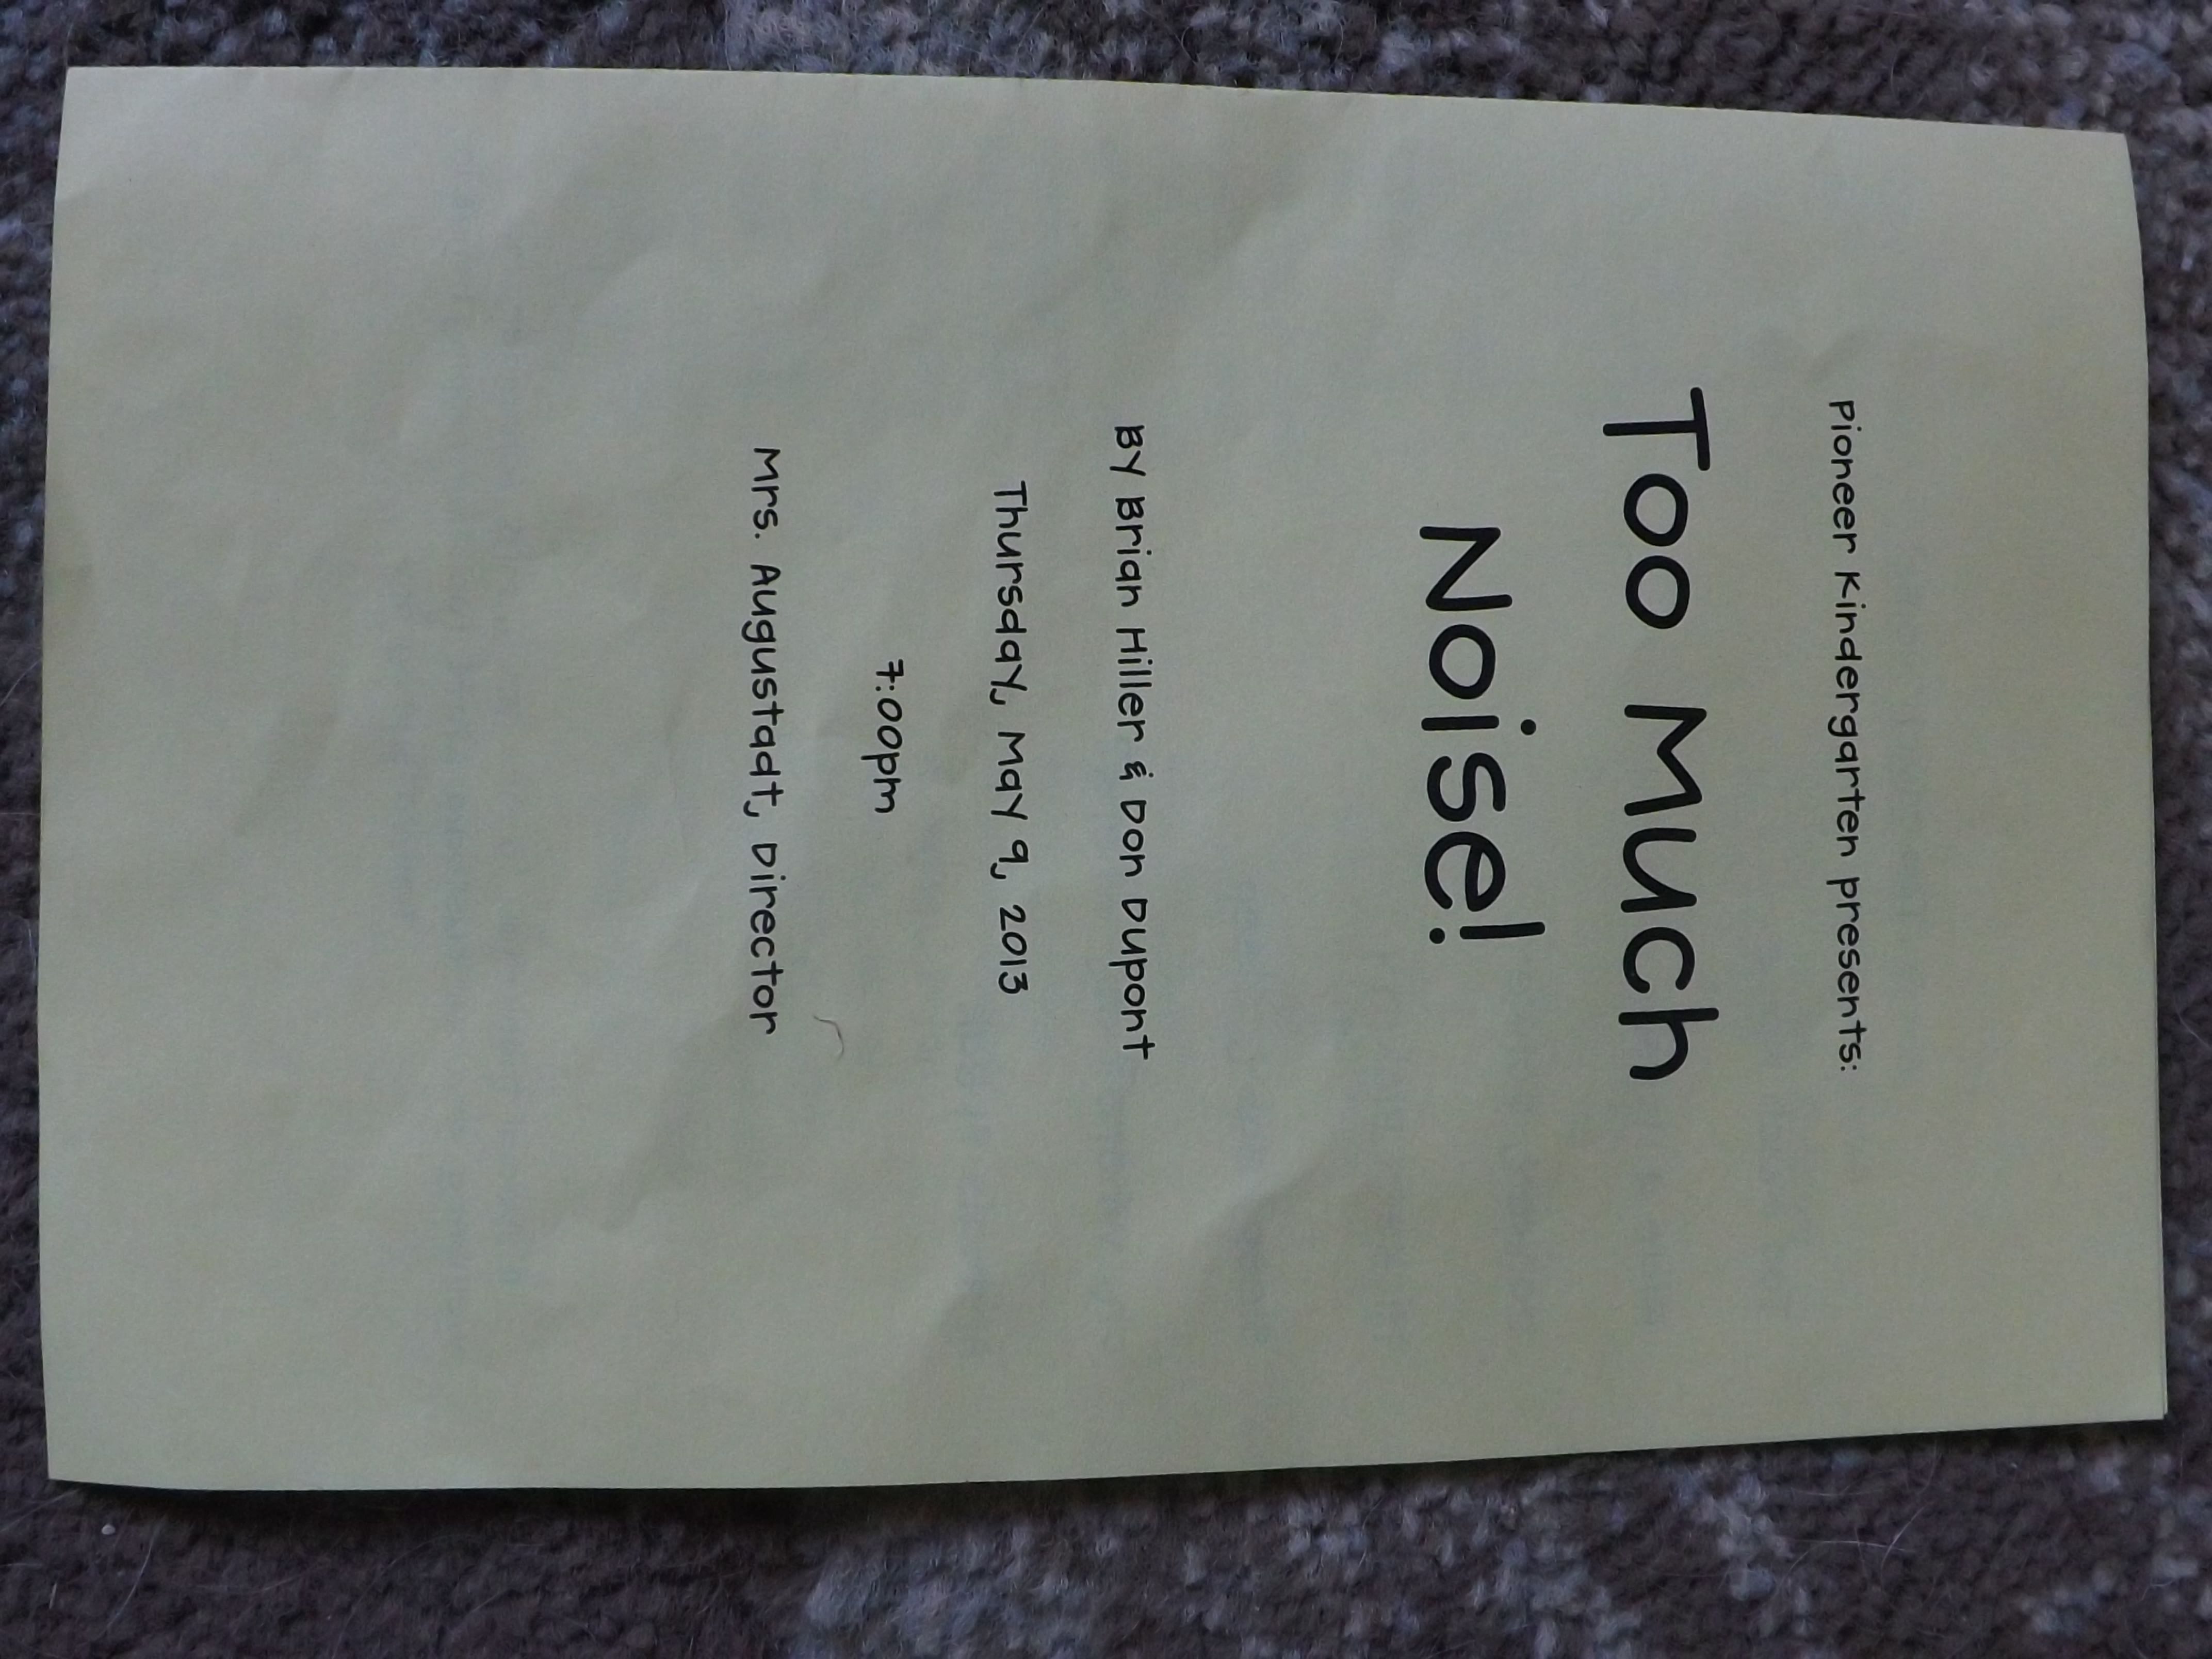 Pioneer Kindergarten presents:
Too Much
Noise!
By Brian Hiller & Don Dupont
Thursday, May 9, 2013
7:00pm
Mrs. Augustadt, Director